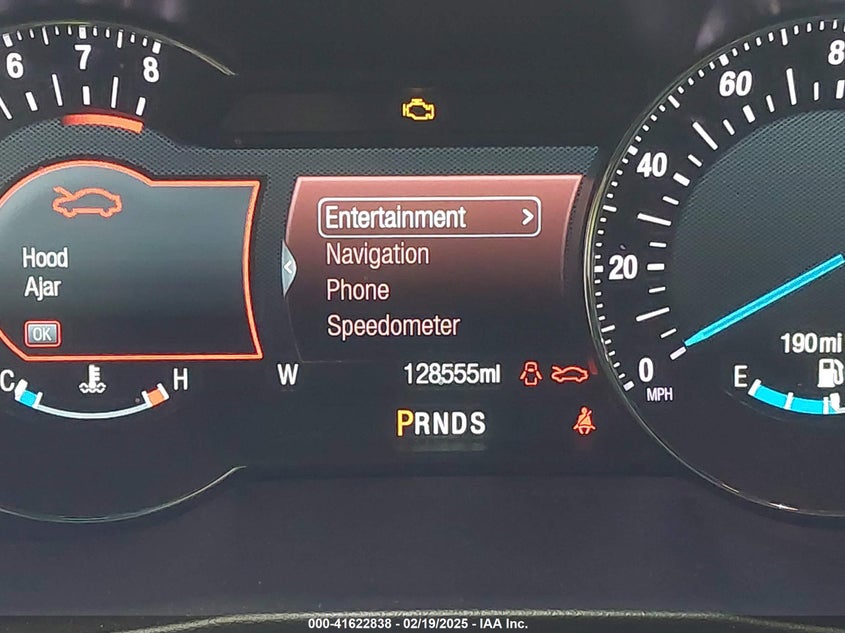 6 7 8
60 8
40
20
0
MPH
Hood
Ajar
OK
Entertainment >
Navigation
Phone
Speedometer
190mi
C H
W
128555mi
E
PRNDS
000-41622838 - 02/19/2025 - IAA Inc.